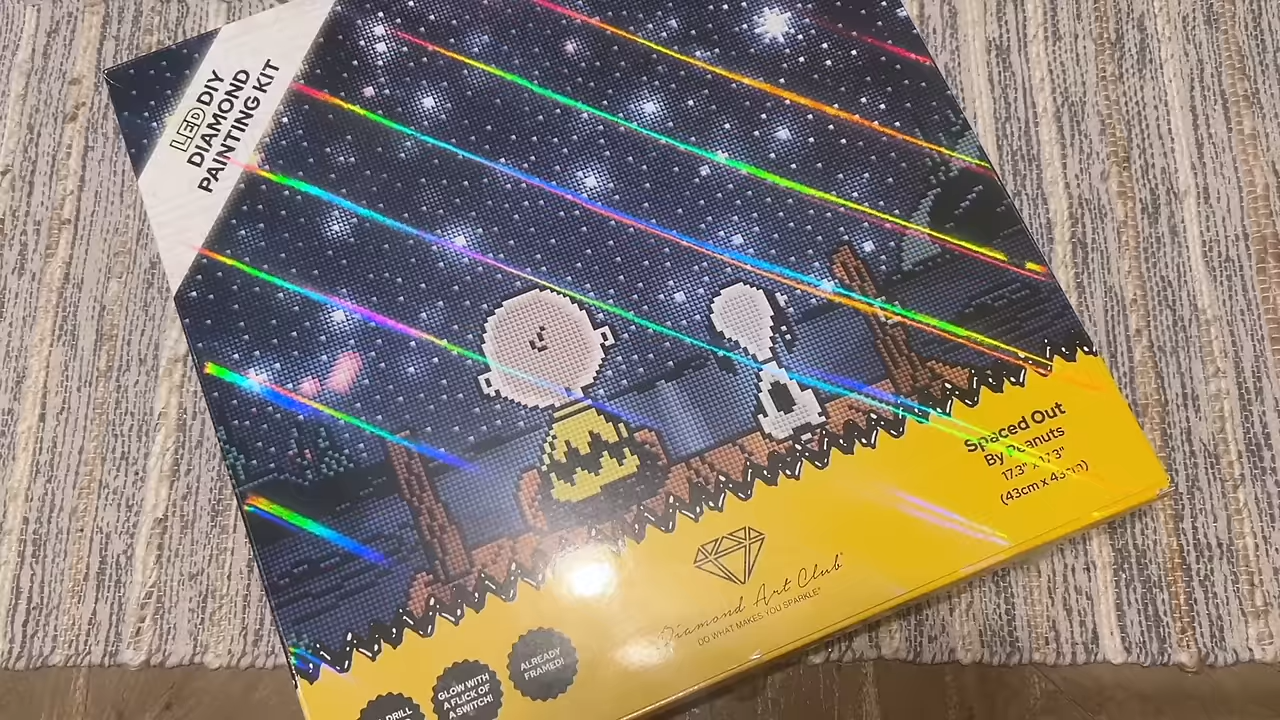 LED DIY
DIAMOND
PAINTING KIT
Spaced Out
By Peanuts
17.3" x 17.3"
(43cm x 43cm)
Diamond Art Club®
DO WHAT MAKES YOU SPARKLE®
ALREADY
FRAMED!
GLOW WITH
A FLICK OF
A SWITCH!
DRILL